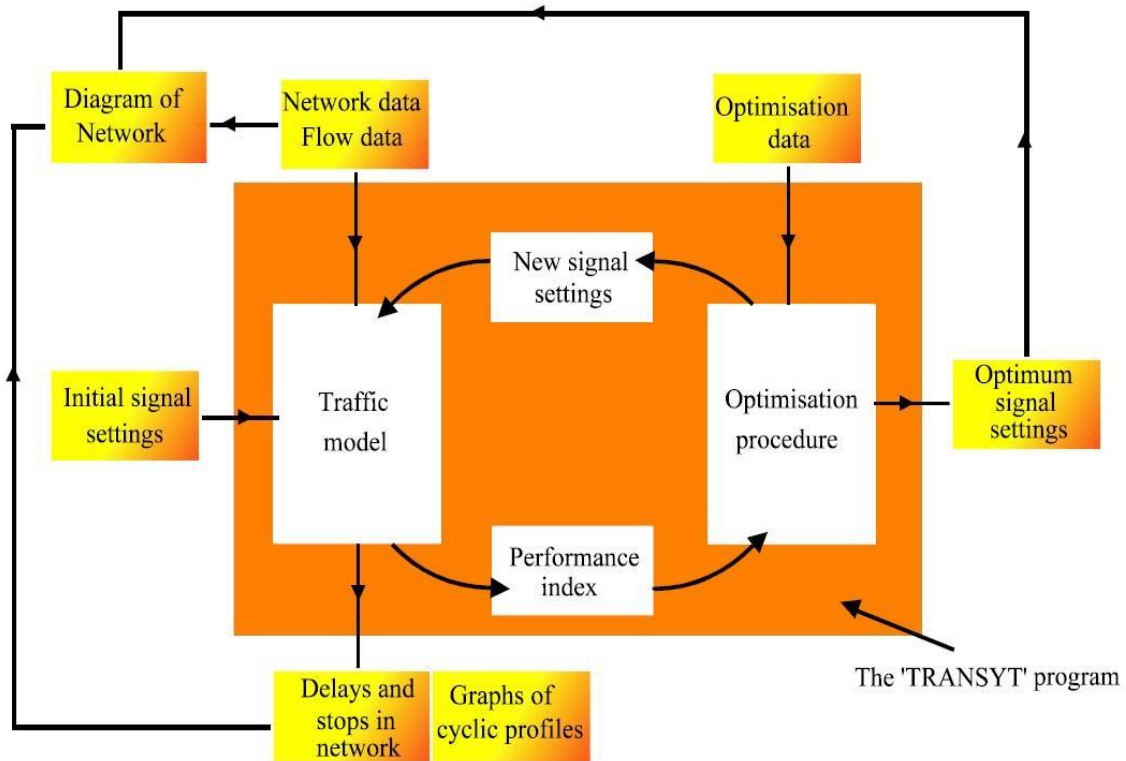 Diagram of
Network
Network data
Flow data
Optimisation
data
New signal
settings
Initial signal
settings
Traffic
model
Optimisation
procedure
Optimum
signal
settings
Performance
index
Delays and
stops in
network
Graphs of
cyclic profiles
The 'TRANSYT' program